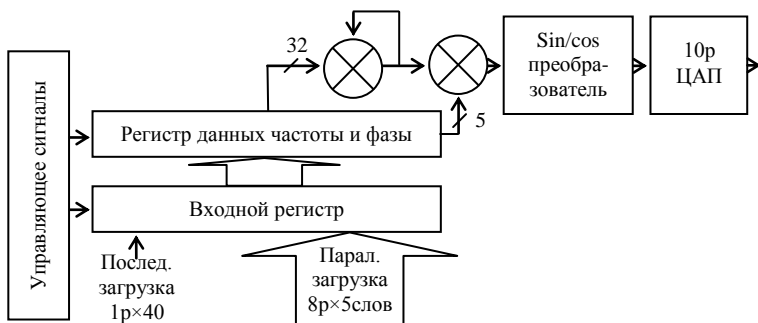 32
Sin/cos
преобра-
зователь
10р
ЦАП
Управляющее сигналы
Регистр данных частоты и фазы
5
Входной регистр
Послед.
загрузка
1р×40
Парал.
загрузка
8р×5слов